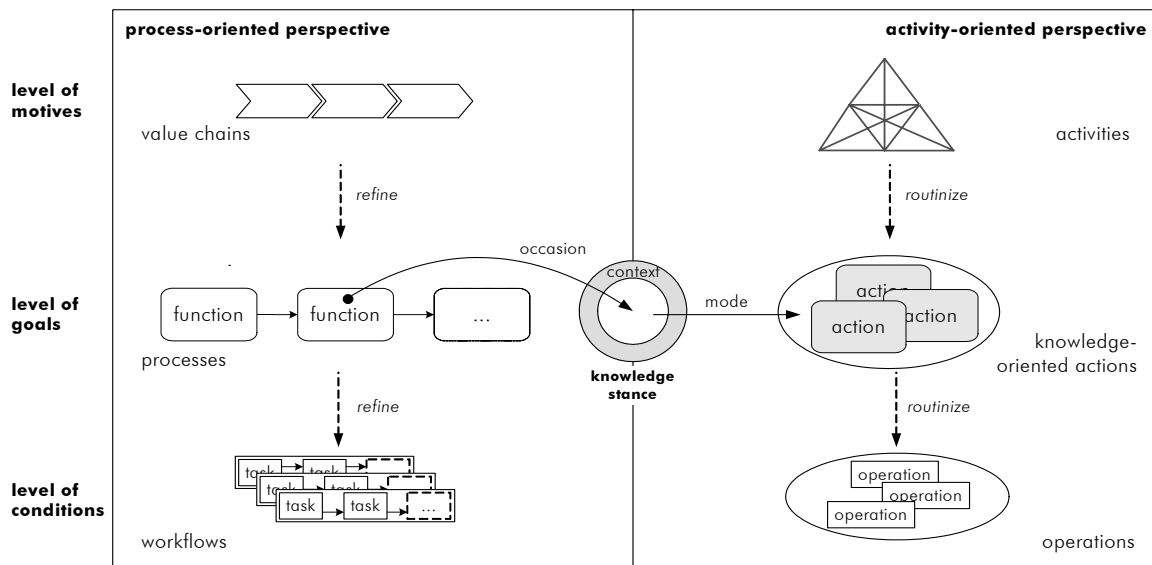 process-oriented perspective
activity-oriented perspective
level of
motives
value chains
activities
refine
routinize
occasion
context
mode
level of
goals
function
function
...
action
action
action
processes
knowledge
stance
knowledge-
oriented actions
refine
routinize
level of
conditions
task
task
task
task
task
task
...
operation
operation
operation
workflows
operations